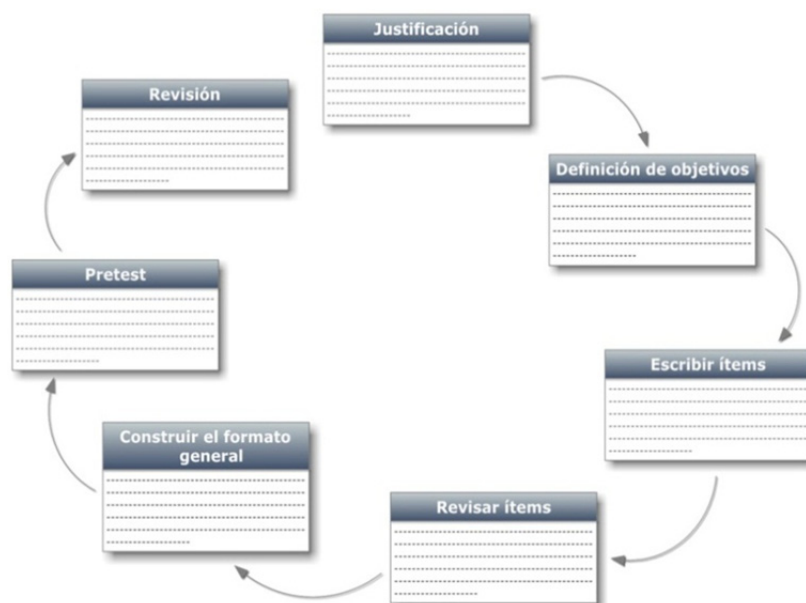 Justificación
Definición de objetivos
Escribir ítems
Revisar ítems
Construir el formato
general
Pretest
Revisión